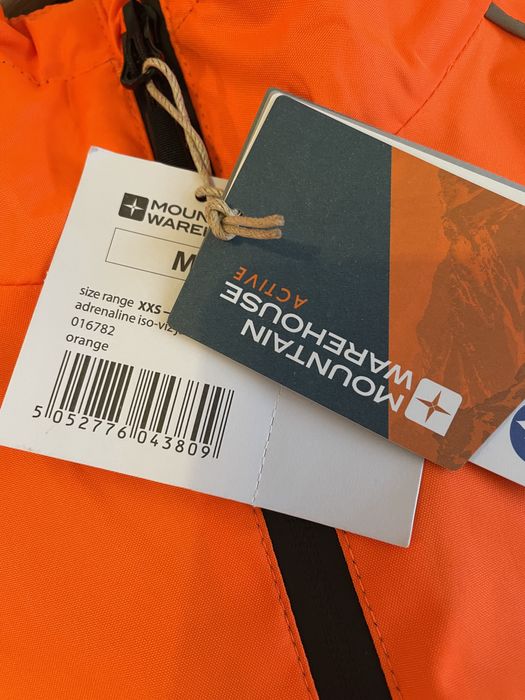 MOUN
WARE
M
size range XXS –
adrenaline iso-viz
016782
orange
5 052776 043809
MOUNTAIN
WAREHOUSE
ACTIVE